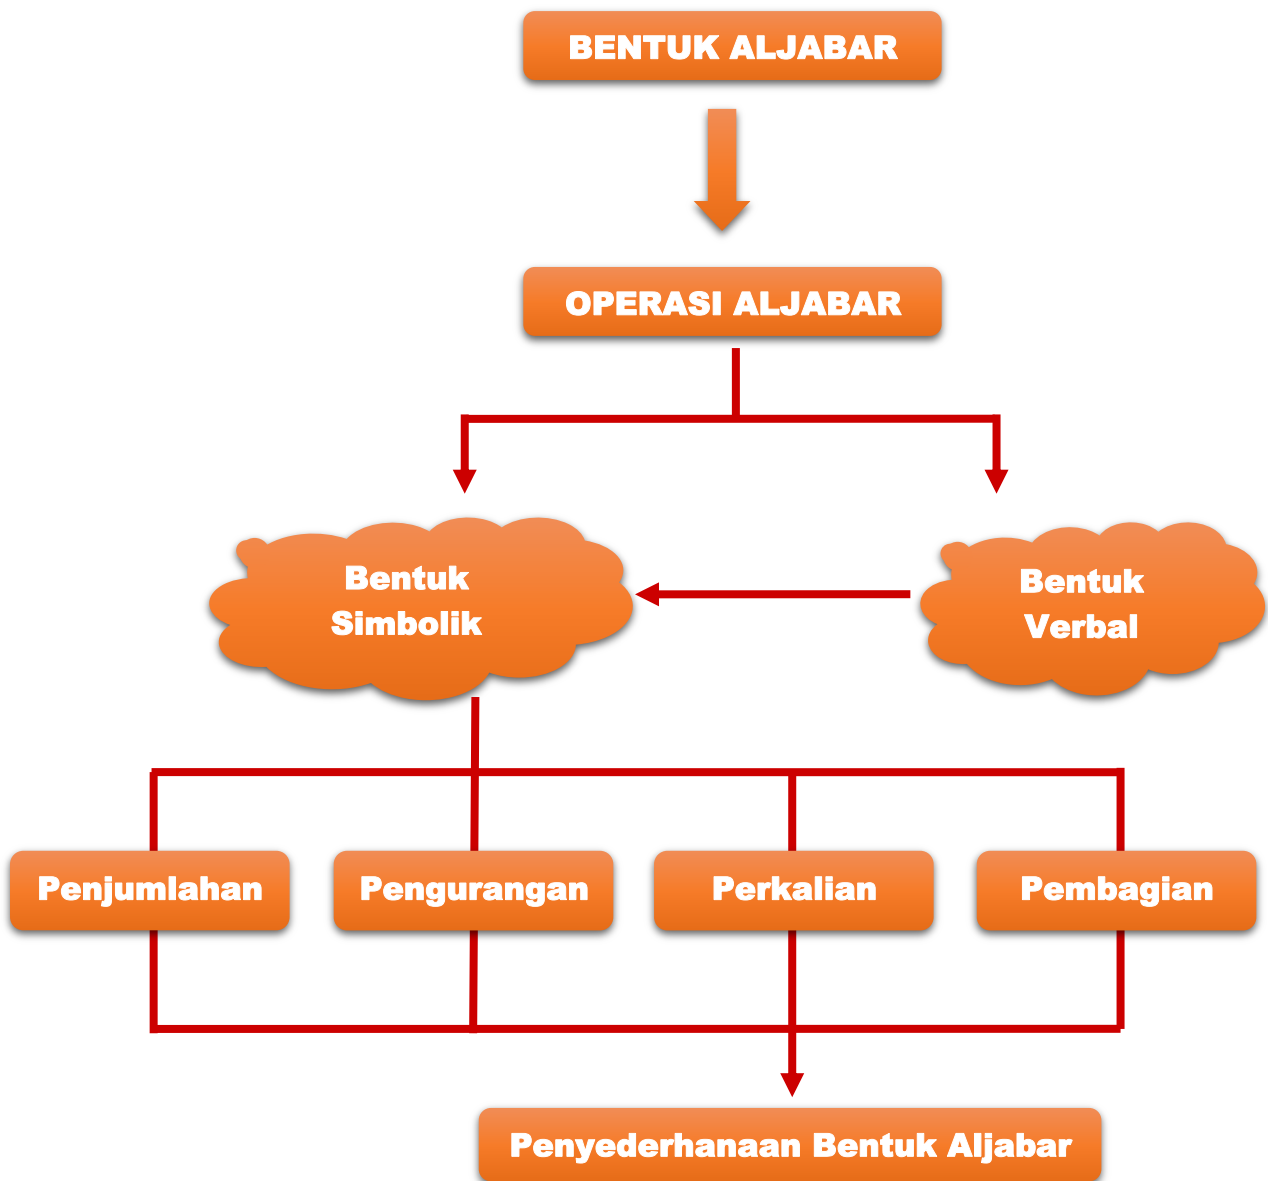 BENTUK ALJABAR
OPERASI ALJABAR
Bentuk
Simbolik
Bentuk
Verbal
Penjumlahan
Pengurangan
Perkalian
Pembagian
Penyederhanaan Bentuk Aljabar